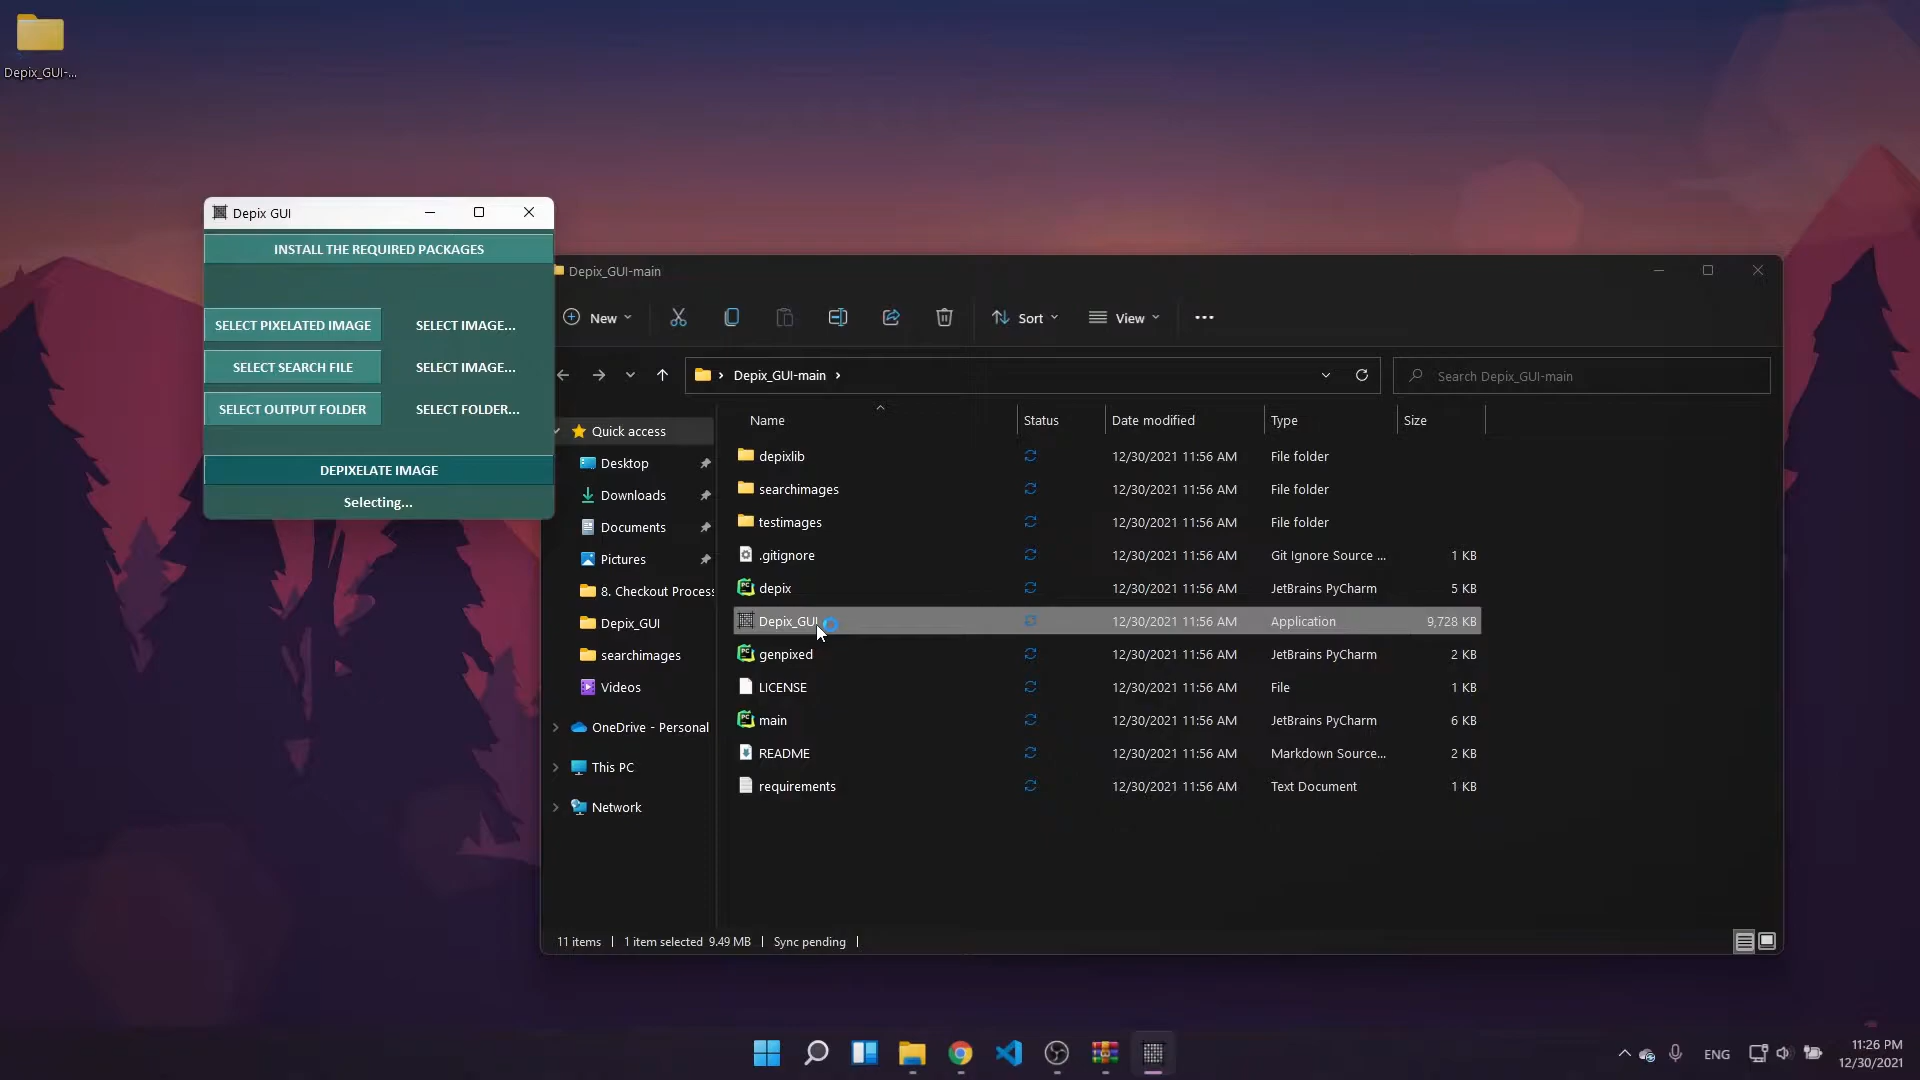 Depix_GUI-...
Depix GUI
INSTALL THE REQUIRED PACKAGES
SELECT PIXELATED IMAGE SELECT IMAGE...
SELECT SEARCH FILE SELECT IMAGE...
SELECT OUTPUT FOLDER SELECT FOLDER...
DEPIXELATE IMAGE
Selecting...
Depix_GUI-main
New Sort View
Depix_GUI-main Search Depix_GUI-main
Quick access
Desktop
Downloads
Documents
Pictures
8. Checkout Process
Depix_GUI
searchimages
Videos
OneDrive - Personal
This PC
Network
Name Status Date modified Type Size
depixlib 12/30/2021 11:56 AM File folder
searchimages 12/30/2021 11:56 AM File folder
testimages 12/30/2021 11:56 AM File folder
.gitignore 12/30/2021 11:56 AM Git Ignore Source ... 1 KB
depix 12/30/2021 11:56 AM JetBrains PyCharm 5 KB
Depix_GUI 12/30/2021 11:56 AM Application 9,728 KB
genpixed 12/30/2021 11:56 AM JetBrains PyCharm 2 KB
LICENSE 12/30/2021 11:56 AM File 1 KB
main 12/30/2021 11:56 AM JetBrains PyCharm 6 KB
README 12/30/2021 11:56 AM Markdown Source... 2 KB
requirements 12/30/2021 11:56 AM Text Document 1 KB
11 items 1 item selected 9.49 MB Sync pending
ENG
11:26 PM
12/30/2021